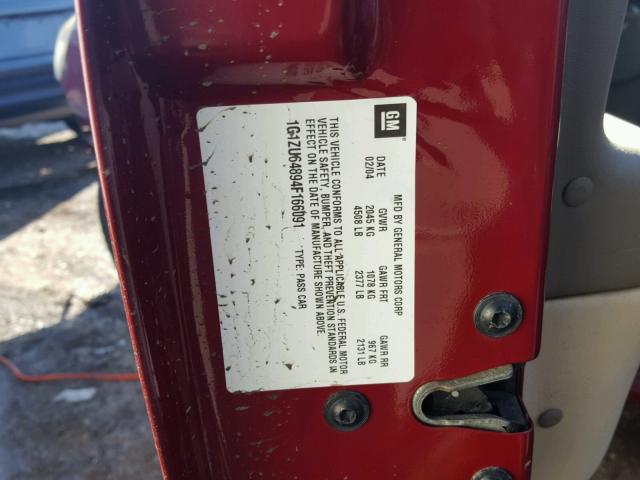 GM
MFD BY GENERAL MOTORS CORP
DATE GVWR GAWR FRT GAWR RR
02/04 2045 KG 1078 KG 967 KG
4508 LB 2377 LB 2131 LB
THIS VEHICLE CONFORMS TO ALL APPLICABLE U.S. FEDERAL MOTOR
VEHICLE SAFETY, BUMPER, AND THEFT PREVENTION STANDARDS IN
EFFECT ON THE DATE OF MANUFACTURE SHOWN ABOVE.
1G1ZU64894F166091 TYPE: PASS CAR